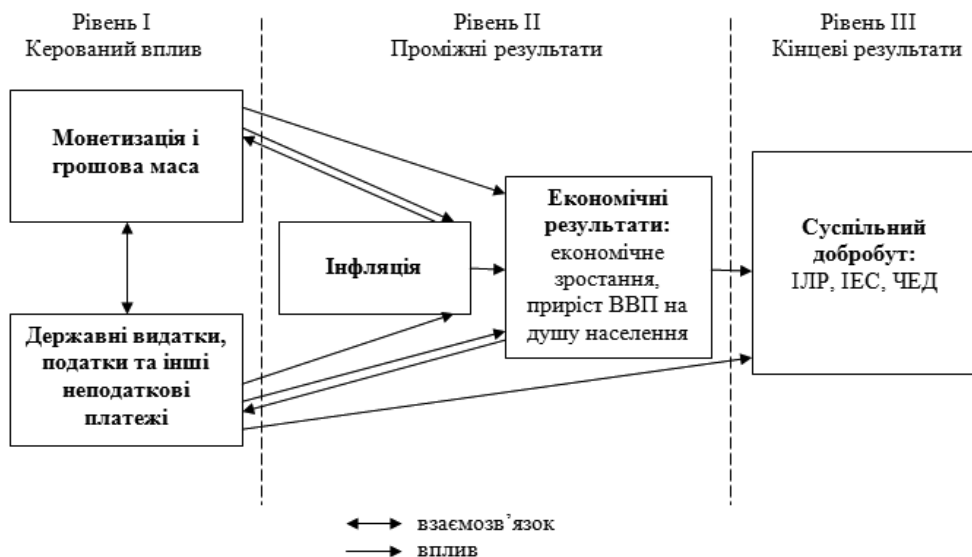 Рівень I
Керований вплив
Рівень II
Проміжні результати
Рівень III
Кінцеві результати
Монетизація і
грошова маса
Інфляція
Економічні
результати:
економічне
зростання,
приріст ВВП на
душу населення
Суспільний
добробут:
ІЛР, ІЕС, ЧЕД
Державні видатки,
податки та інші
неподаткові
платежі
взаємозв’язок
вплив